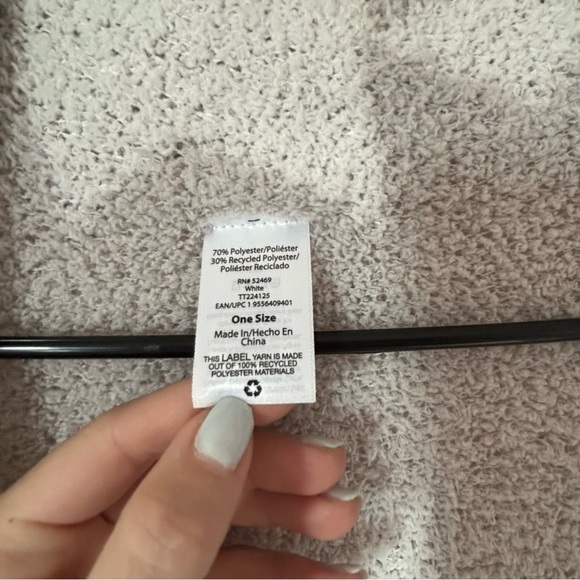 70% Polyester/Poliéster
30% Recycled Polyester/
Poliéster Reciclado
RN# 52469
White
TT224125
EAN/UPC 1 9556409401
One Size
Made In/Hecho En
China
THIS LABEL YARN IS MADE
OUT OF 100% RECYCLED
POLYESTER MATERIALS